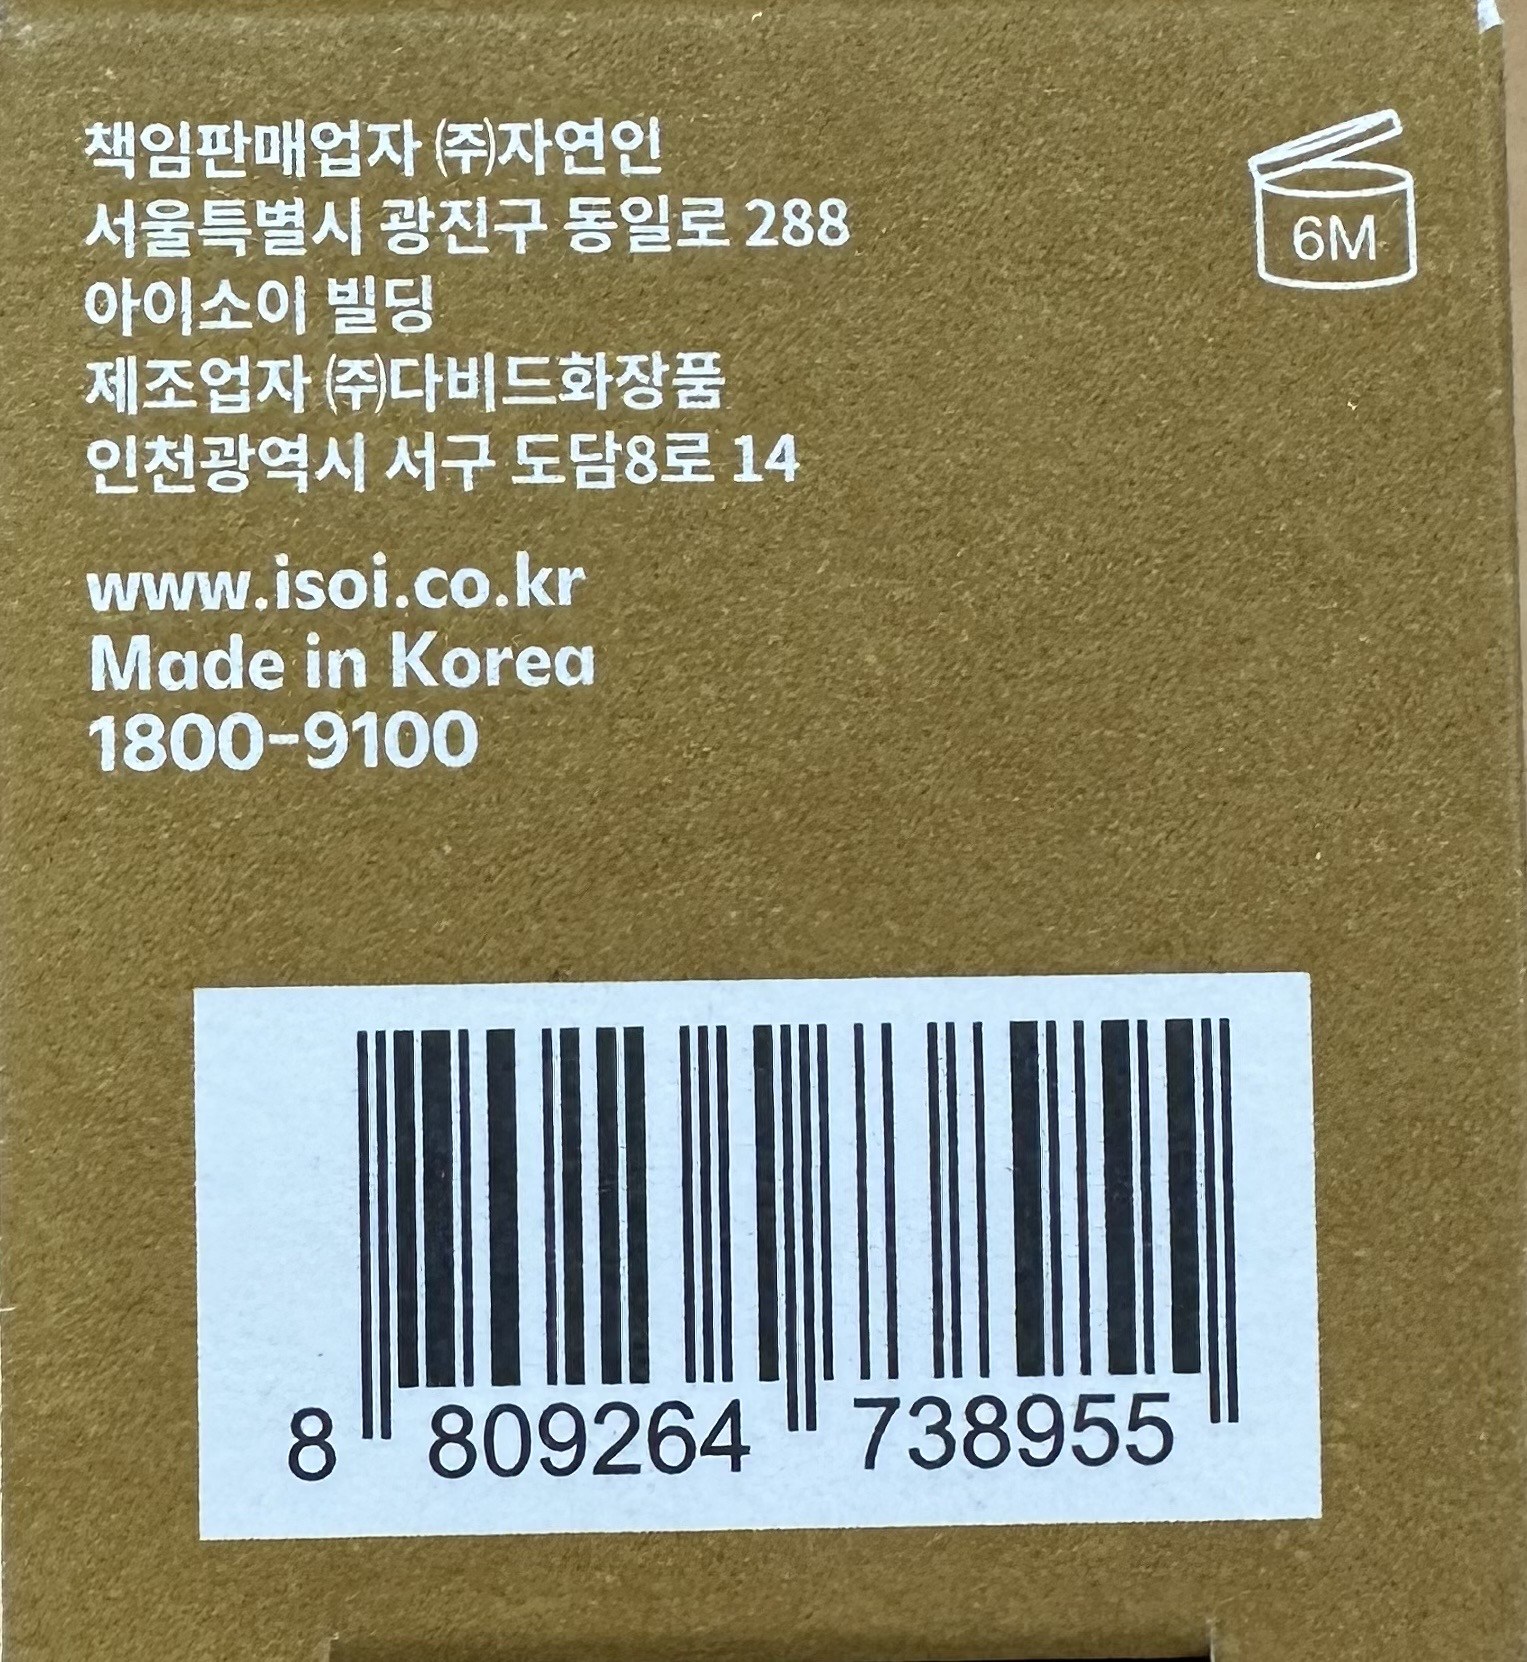 책임판매업자 ㈜자연인
서울특별시 광진구 동일로 288
아이소이 빌딩
제조업자 ㈜다비드화장품
인천광역시 서구 도담8로 14
www.isoi.co.kr
Made in Korea
1800-9100
6M
8 809264 738955